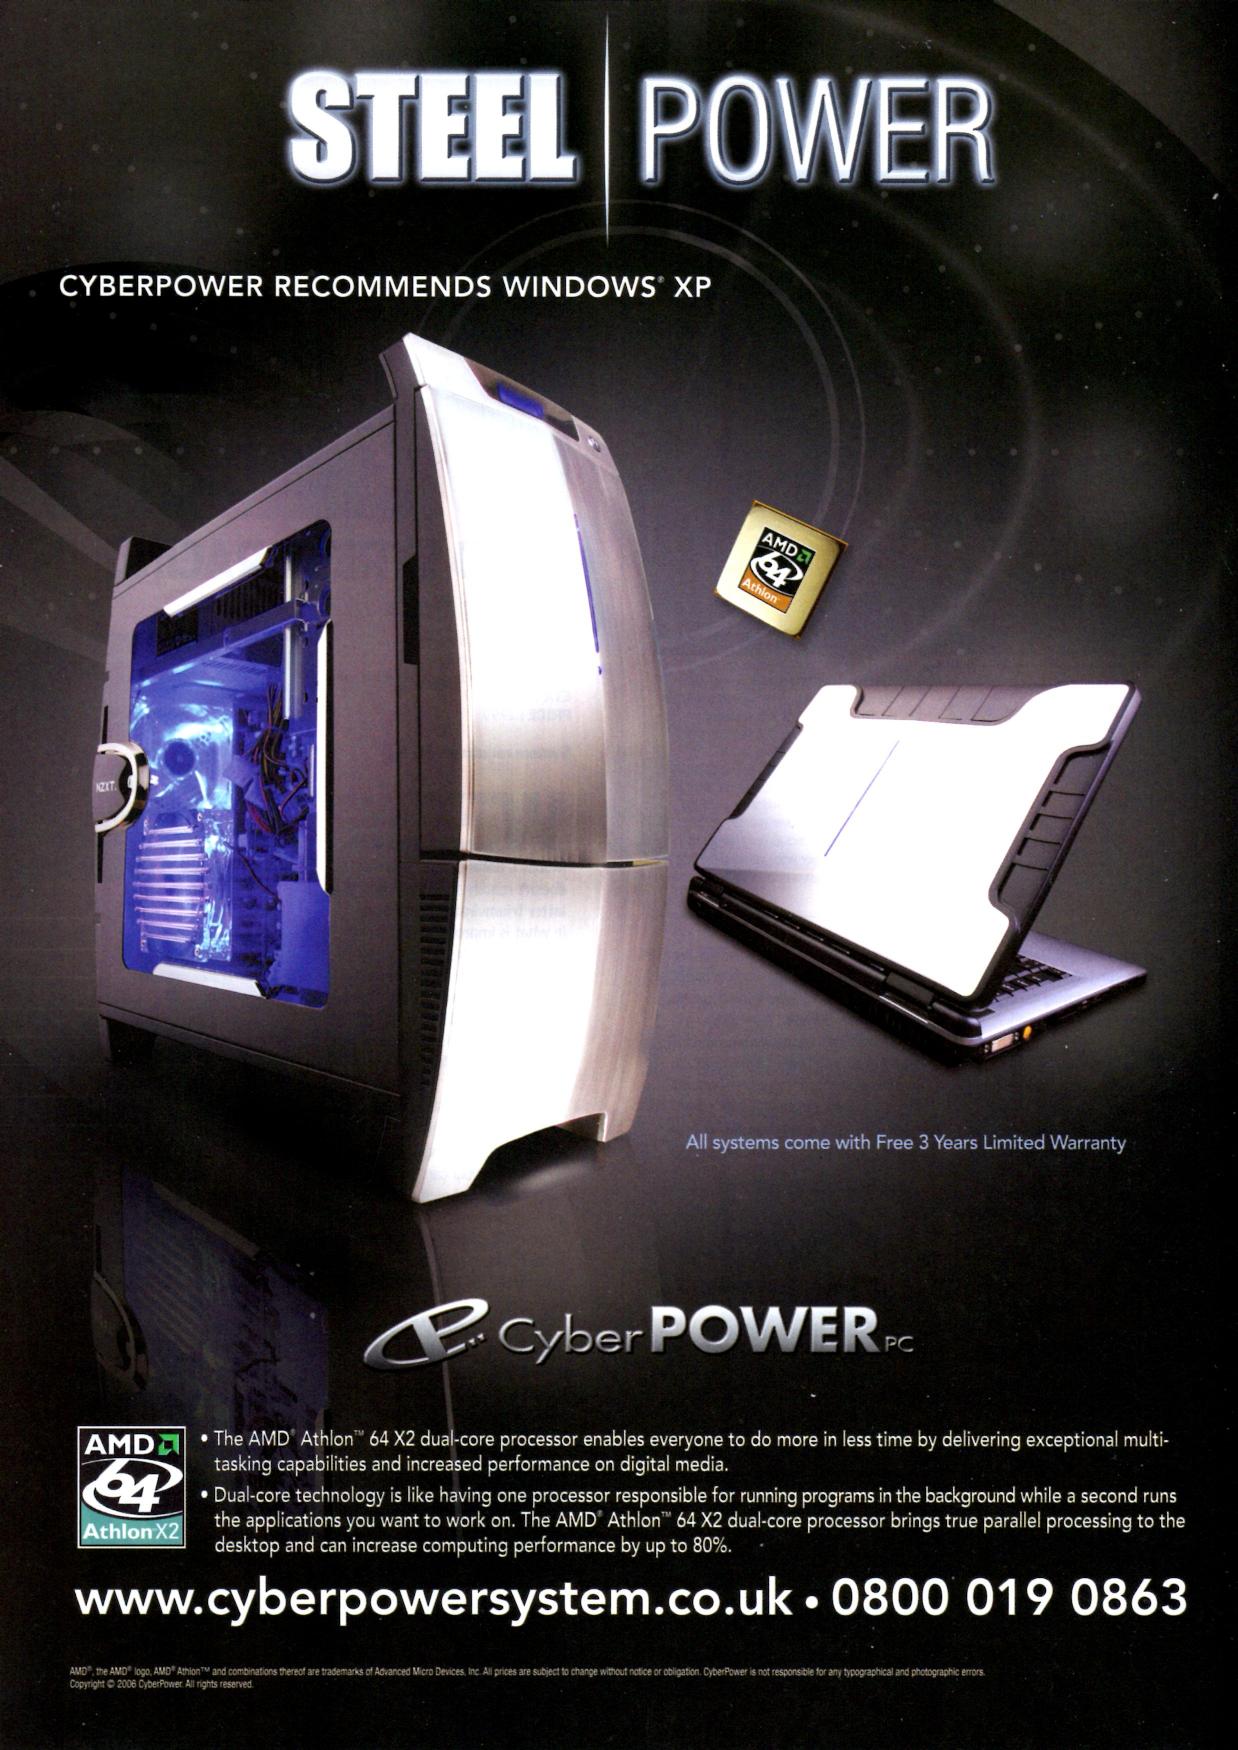 STEEL POWER
CYBERPOWER RECOMMENDS WINDOWS® XP
AMD
64
Athlon™
NZXT
All systems come with Free 3 Years Limited Warranty
CyberPOWER PC
AMD
64
Athlon X2
• The AMD® Athlon™ 64 X2 dual-core processor enables everyone to do more in less time by delivering exceptional multi-
tasking capabilities and increased performance on digital media.
• Dual-core technology is like having one processor responsible for running programs in the background while a second runs
the applications you want to work on. The AMD® Athlon™ 64 X2 dual-core processor brings true parallel processing to the
desktop and can increase computing performance by up to 80%.
www.cyberpowersystem.co.uk • 0800 019 0863
AMD®, the AMD® logo, AMD® Athlon™ and combinations thereof are trademarks of Advanced Micro Devices, Inc. All prices are subject to change without notice or obligation. CyberPower is not responsible for any typographical and photographic errors.
Copyright © 2006 CyberPower. All rights reserved.